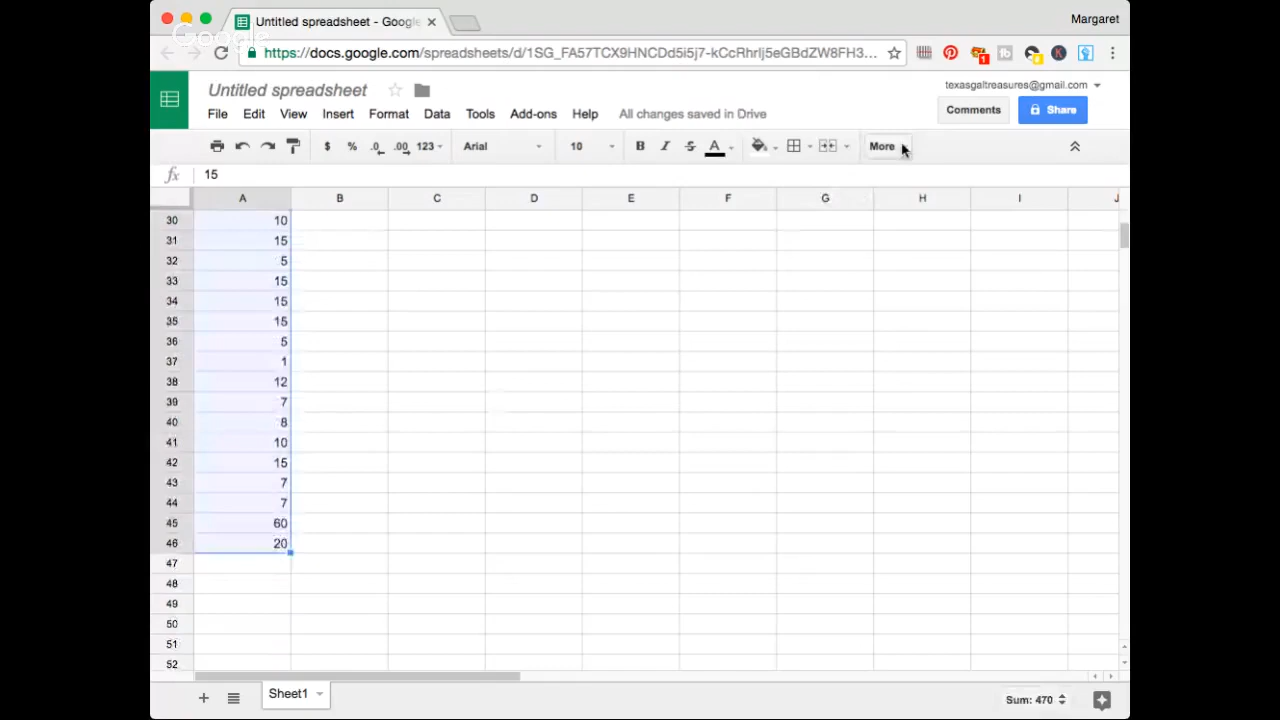 Untitled spreadsheet - Google
Margaret
Google
https://docs.google.com/spreadsheets/d/1SG_FA57TCX9HNCDd5i5j7-kCcRhrIj5eGBdZW8FH3...
Untitled spreadsheet
texasgaltreasures@gmail.com
File Edit View Insert Format Data Tools Add-ons Help All changes saved in Drive
Comments Share
$ % .0 .00 123 Arial 10 B I S A More
fx 15
A B C D E F G H I J
30 10
31 15
32 5
33 15
34 15
35 15
36 5
37 1
38 12
39 7
40 8
41 10
42 15
43 7
44 7
45 60
46 20
47
48
49
50
51
52
+ Sheet1 Sum: 470